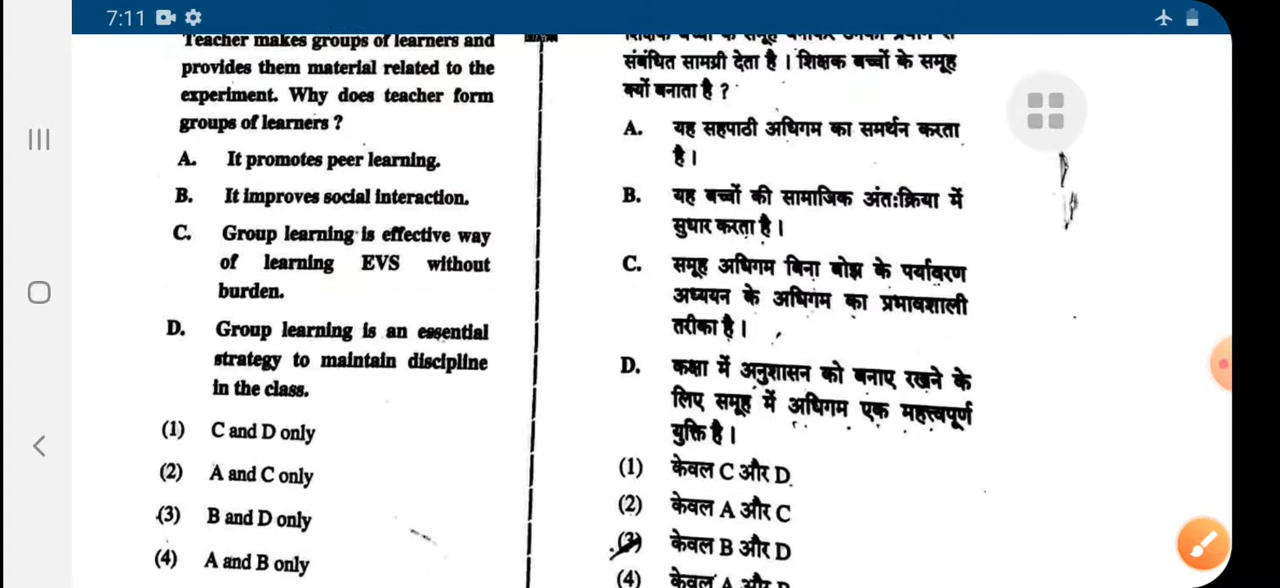 7:11
Teacher makes groups of learners and
provides them material related to the
experiment. Why does teacher form
groups of learners ?
A. It promotes peer learning.
B. It improves social interaction.
C. Group learning is effective way
of learning EVS without
burden.
D. Group learning is an essential
strategy to maintain discipline
in the class.
(1) C and D only
(2) A and C only
(3) B and D only
(4) A and B only
संबंधित सामग्री देता है । शिक्षक बच्चों के समूह
क्यों बनाता है ?
A. यह सहपाठी अधिगम का समर्थन करता
है ।
B. यह बच्चों की सामाजिक अंत:क्रिया में
सुधार करता है ।
C. समूह अधिगम बिना बोझ के पर्यावरण
अध्ययन के अधिगम का प्रभावशाली
तरीका है ।
D. कक्षा में अनुशासन को बनाए रखने के
लिए समूह में अधिगम एक महत्त्वपूर्ण
युक्ति है ।
(1) केवल C और D
(2) केवल A और C
(3) केवल B और D
(4) केवल A और